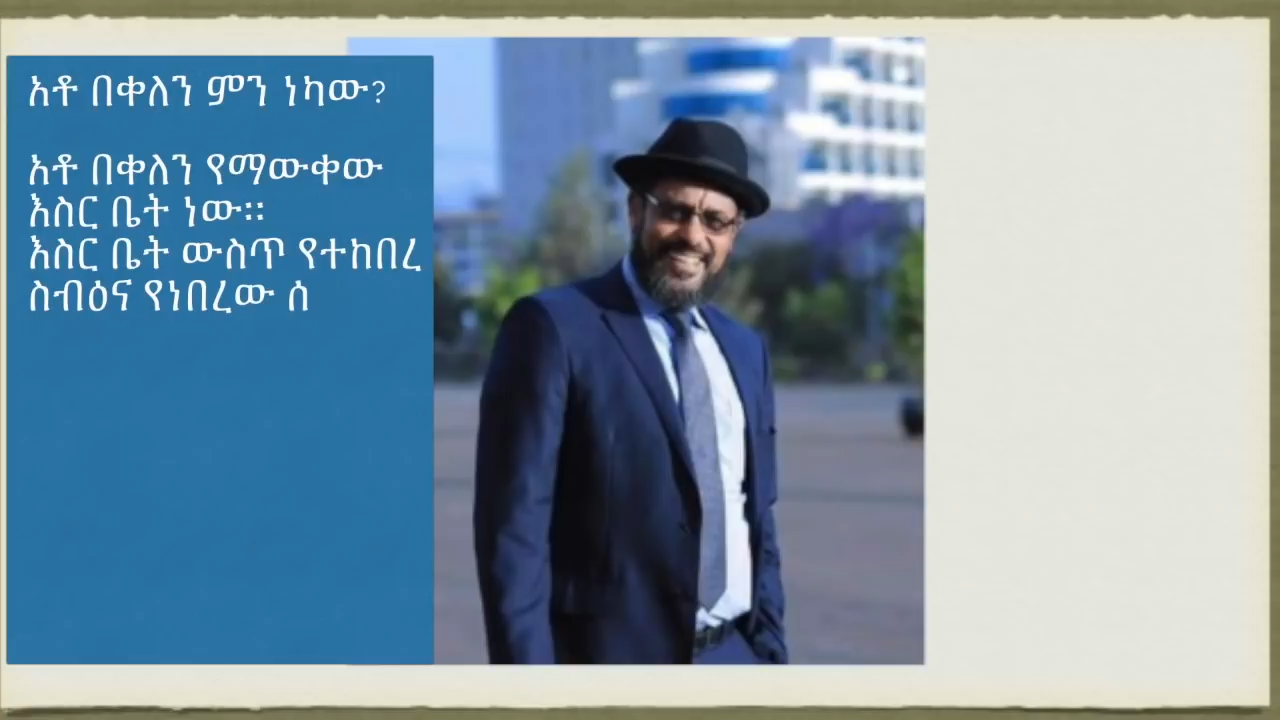 አቶ በቀለን ምን ነካው?
አቶ በቀለን የማውቀው
እስር ቤት ነው፡፡
እስር ቤት ውስጥ የተከበረ
ስብዕና የነበረው ሰ